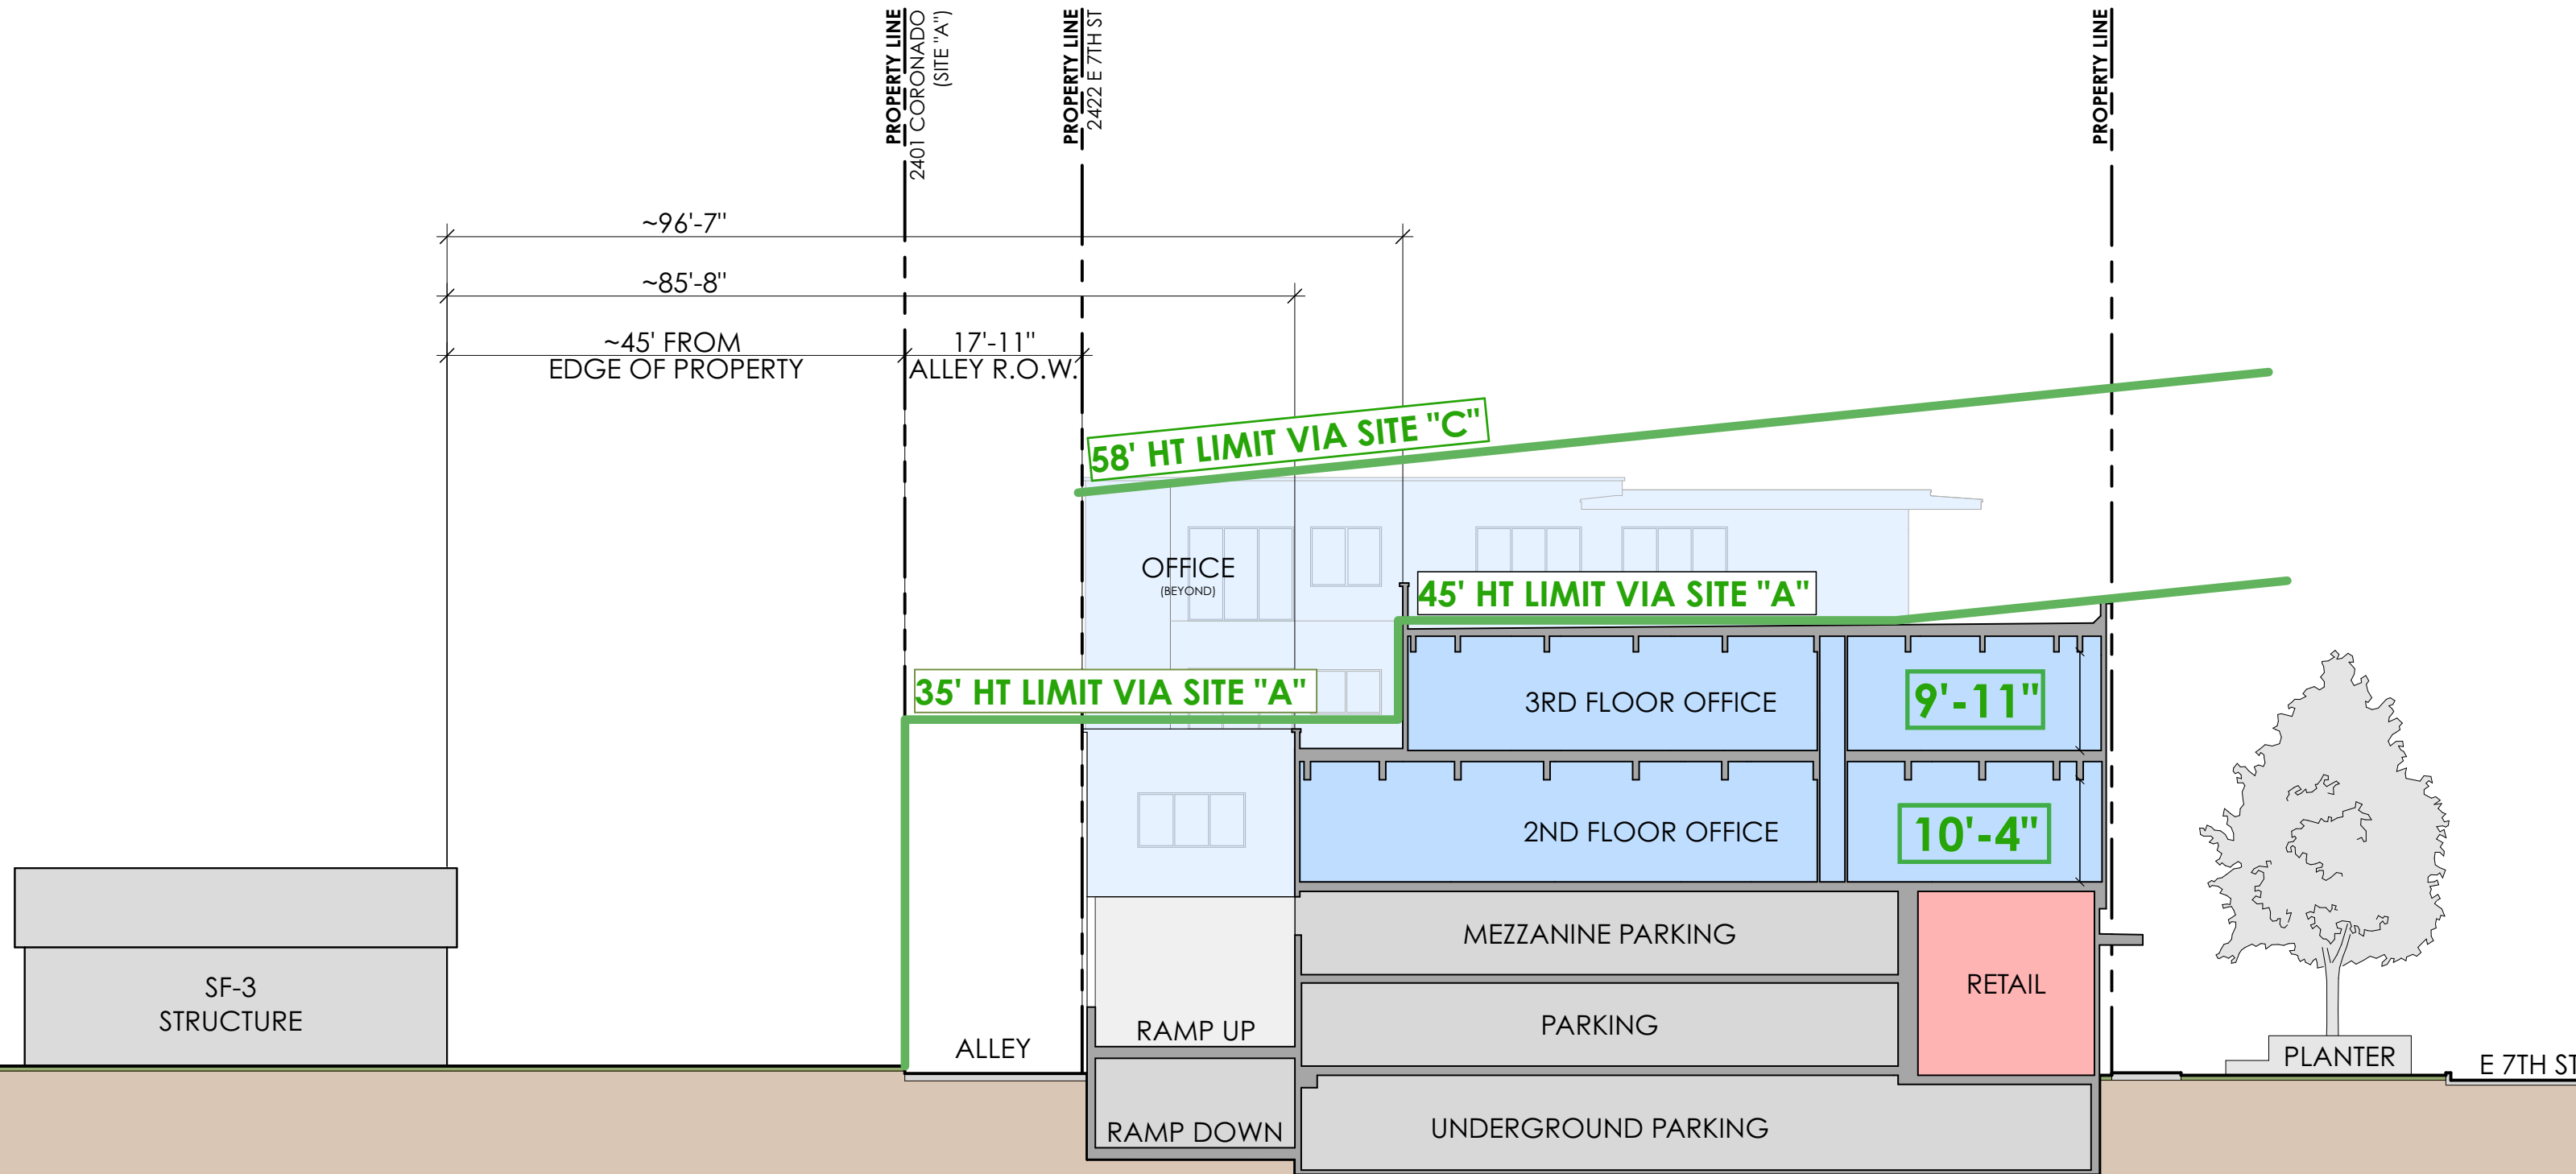 PROPERTY LINE
2401 CORONADO
(SITE "A")
PROPERTY LINE
2422 E 7TH ST
PROPERTY LINE
~96'-7"
~85'-8"
~45' FROM
EDGE OF PROPERTY
17'-11"
ALLEY R.O.W.
58' HT LIMIT VIA SITE "C"
OFFICE
(BEYOND)
45' HT LIMIT VIA SITE "A"
35' HT LIMIT VIA SITE "A"
3RD FLOOR OFFICE
9'-11"
2ND FLOOR OFFICE
10'-4"
MEZZANINE PARKING
RETAIL
SF-3
STRUCTURE
PARKING
RAMP UP
ALLEY
PLANTER
E 7TH ST
RAMP DOWN
UNDERGROUND PARKING